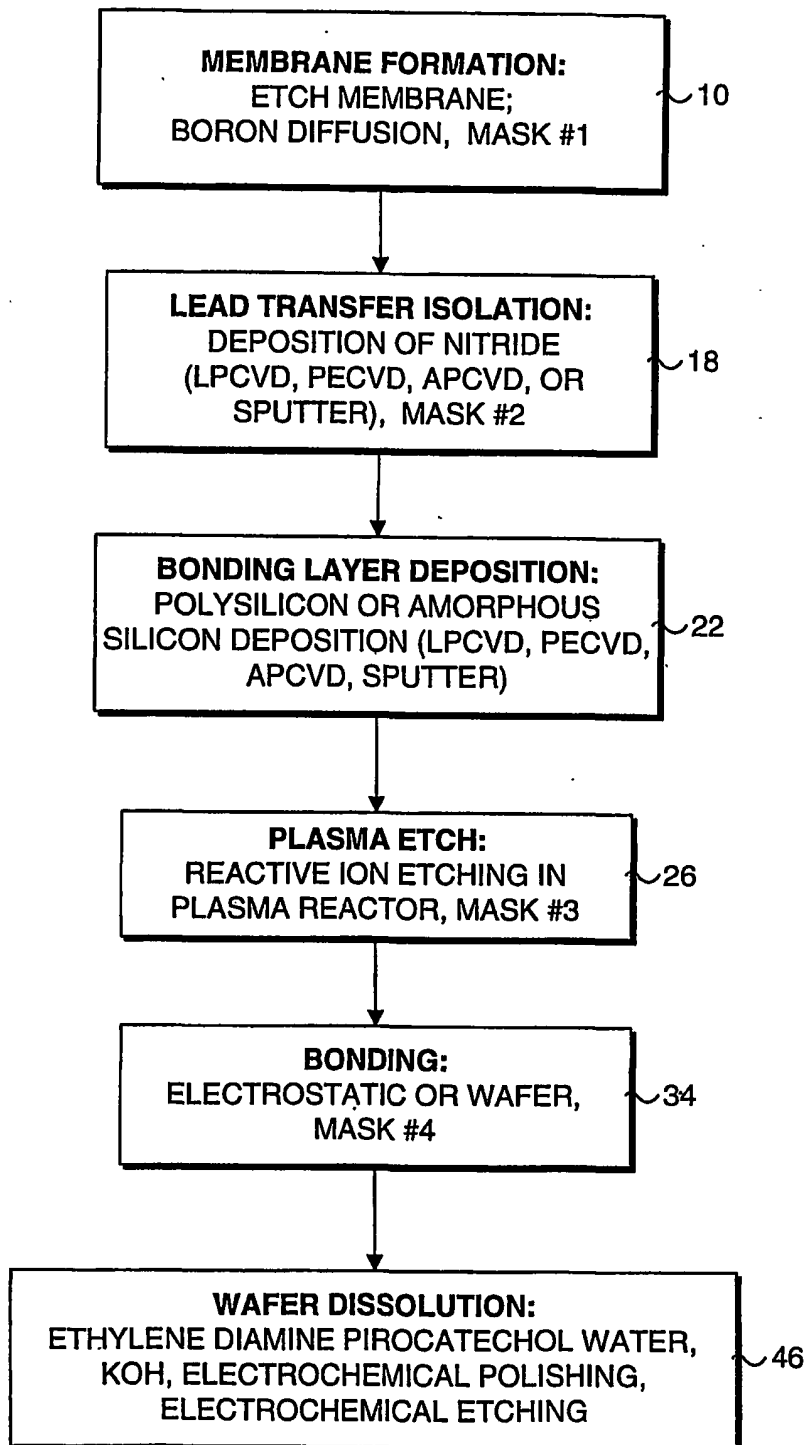 MEMBRANE FORMATION:
ETCH MEMBRANE;
BORON DIFFUSION, MASK #1
10
LEAD TRANSFER ISOLATION:
DEPOSITION OF NITRIDE
(LPCVD, PECVD, APCVD, OR
SPUTTER), MASK #2
18
BONDING LAYER DEPOSITION:
POLYSILICON OR AMORPHOUS
SILICON DEPOSITION (LPCVD, PECVD,
APCVD, SPUTTER)
22
PLASMA ETCH:
REACTIVE ION ETCHING IN
PLASMA REACTOR, MASK #3
26
BONDING:
ELECTROSTATIC OR WAFER,
MASK #4
34
WAFER DISSOLUTION:
ETHYLENE DIAMINE PIROCATECHOL WATER,
KOH, ELECTROCHEMICAL POLISHING,
ELECTROCHEMICAL ETCHING
46